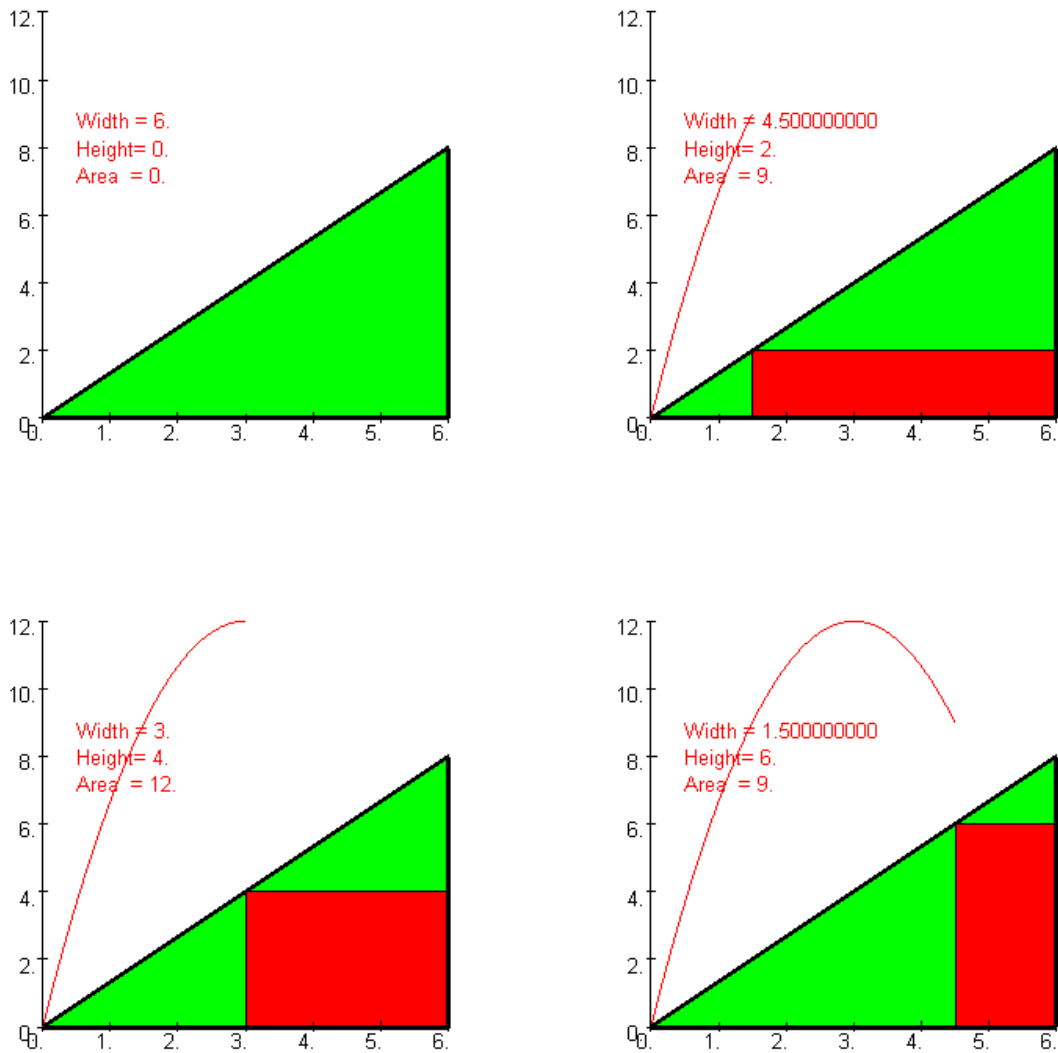 12.
10.
Width = 6.
Height= 0.
8.
Area = 0.
6.
4.
2.
0.
0. 1. 2. 3. 4. 5. 6.
12.
10.
Width = 4.500000000
Height= 2.
8.
Area = 9.
6.
4.
2.
0.
0. 1. 2. 3. 4. 5. 6.
12.
10.
Width = 3.
Height= 4.
8.
Area = 12.
6.
4.
2.
0.
0. 1. 2. 3. 4. 5. 6.
12.
10.
Width = 1.500000000
Height= 6.
8.
Area = 9.
6.
4.
2.
0.
0. 1. 2. 3. 4. 5. 6.